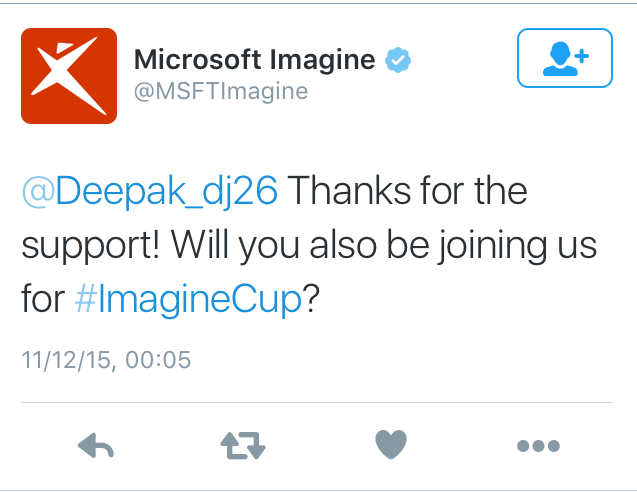 Microsoft Imagine
@MSFTImagine
@Deepak_dj26 Thanks for the
support! Will you also be joining us
for #ImagineCup?
11/12/15, 00:05